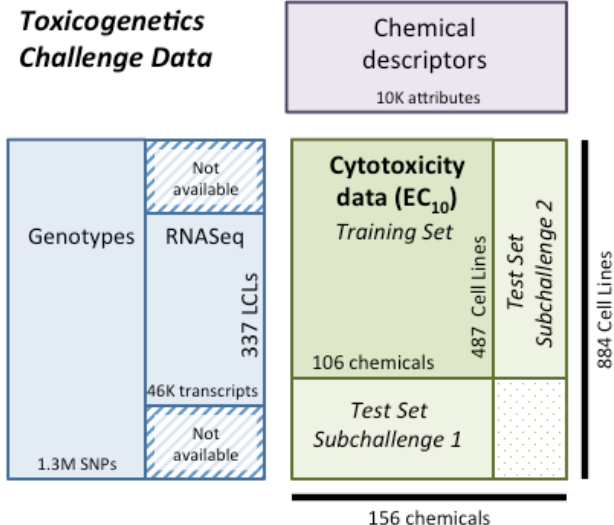 Toxicogenetics
Challenge Data
Chemical
descriptors
10K attributes
Not
available
Genotypes
RNASeq
337 LCLs
46K transcripts
Not
available
1.3M SNPs
Cytotoxicity
data (EC10)
Training Set
487 Cell Lines
106 chemicals
Test Set
Subchallenge 2
Test Set
Subchallenge 1
884 Cell Lines
156 chemicals